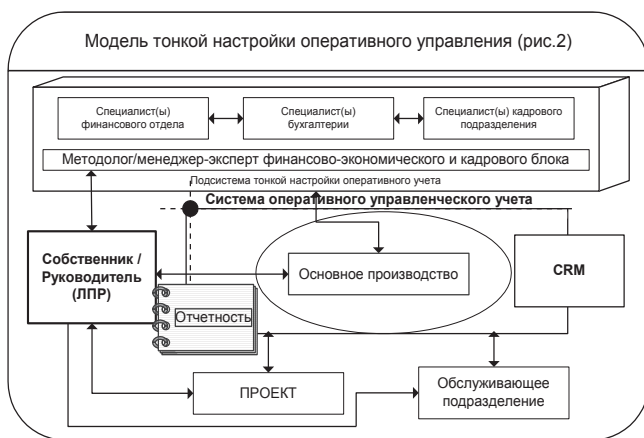 Модель тонкой настройки оперативного управления (рис.2)
Специалист(ы)
финансового отдела
Специалист(ы)
бухгалтерии
Специалист(ы) кадрового
подразделения
Методолог/менеджер-эксперт финансово-экономического и кадрового блока
Подсистема тонкой настройки оперативного учета
Система оперативного управленческого учета
Собственник /
Руководитель
(ЛПР)
Основное производство
CRM
Отчетность
ПРОЕКТ
Обслуживающее
подразделение